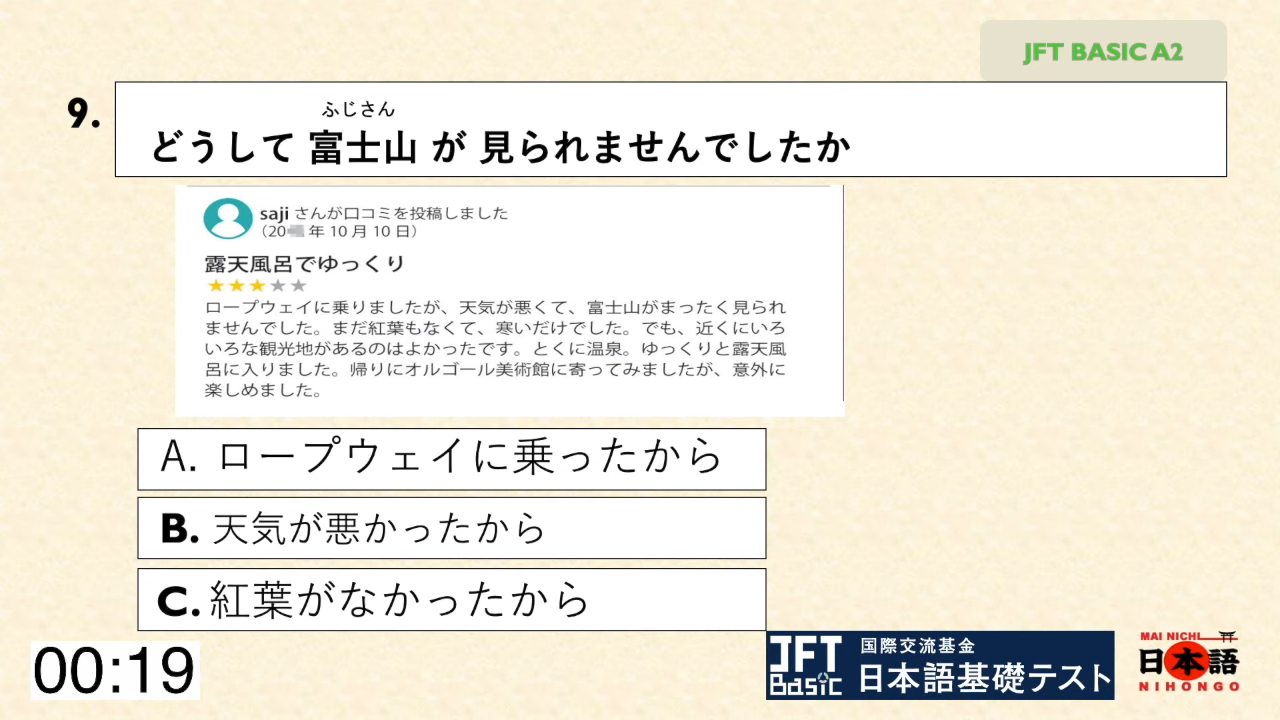 JFT BASIC A2
9.
ふじさん
どうして 富士山 が 見られませんでしたか
saji さんが口コミを投稿しました
(20 年 10 月 10 日)
露天風呂でゆっくり
★★★★★
ロープウェイに乗りましたが、天気が悪くて、富士山がまったく見られ
ませんでした。まだ紅葉もなくて、寒いだけでした。でも、近くにいろ
いろな観光地があるのはよかったです。とくに温泉。ゆっくりと露天風
呂に入りました。帰りにオルゴール美術館に寄ってみましたが、意外に
楽しめました。
A. ロープウェイに乗ったから
B. 天気が悪かったから
C. 紅葉がなかったから
00:19
JFT Basic
国際交流基金
日本語基礎テスト
MAI NICHI
日本語
NIHONGO